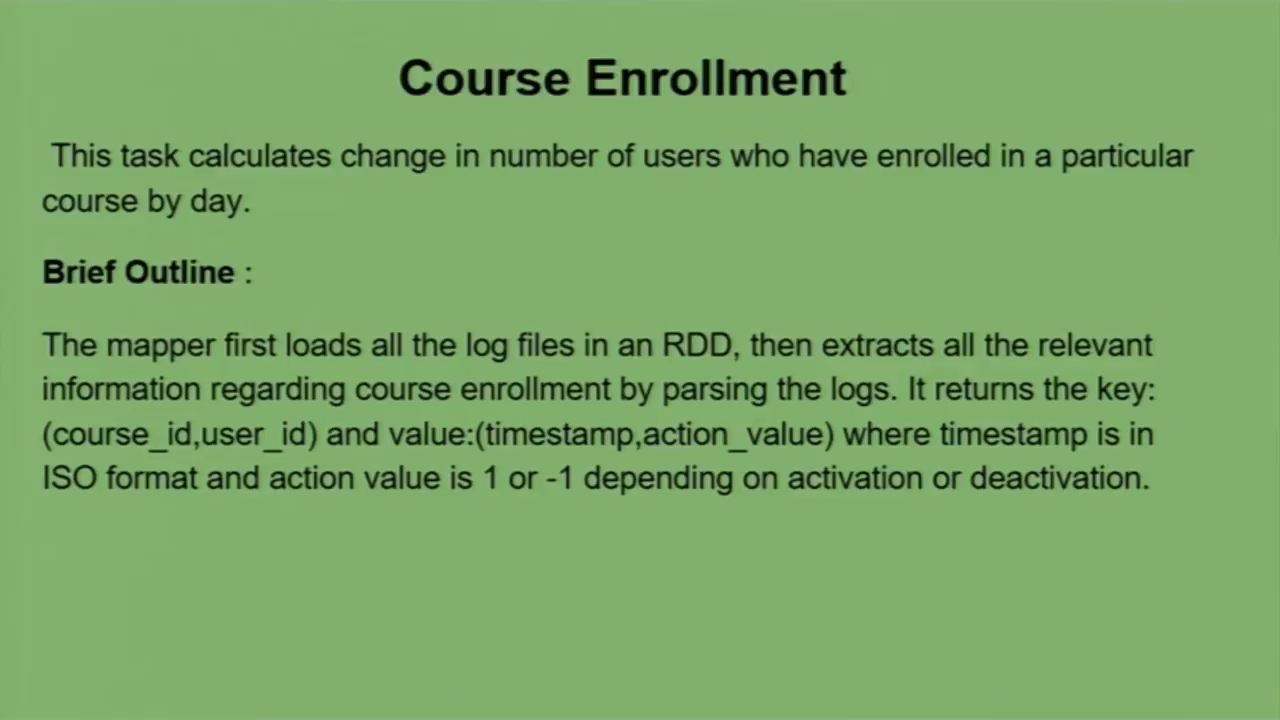 Course Enrollment
This task calculates change in number of users who have enrolled in a particular
course by day.
Brief Outline :
The mapper first loads all the log files in an RDD, then extracts all the relevant
information regarding course enrollment by parsing the logs. It returns the key:
(course_id,user_id) and value:(timestamp,action_value) where timestamp is in
ISO format and action value is 1 or -1 depending on activation or deactivation.